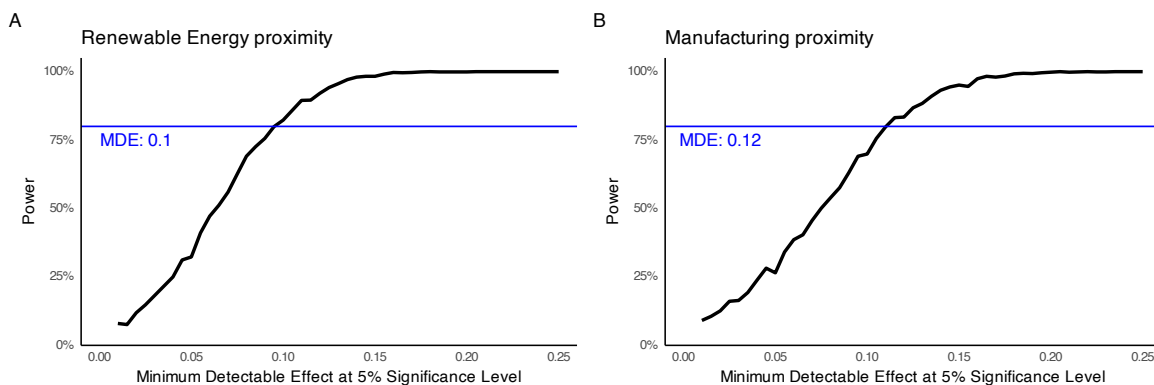 A
Renewable Energy proximity
100%
MDE: 0.1
75%
Power
50%
25%
0%
0.00 0.05 0.10 0.15 0.20 0.25
Minimum Detectable Effect at 5% Significance Level
B
Manufacturing proximity
100%
MDE: 0.12
75%
Power
50%
25%
0%
0.00 0.05 0.10 0.15 0.20 0.25
Minimum Detectable Effect at 5% Significance Level